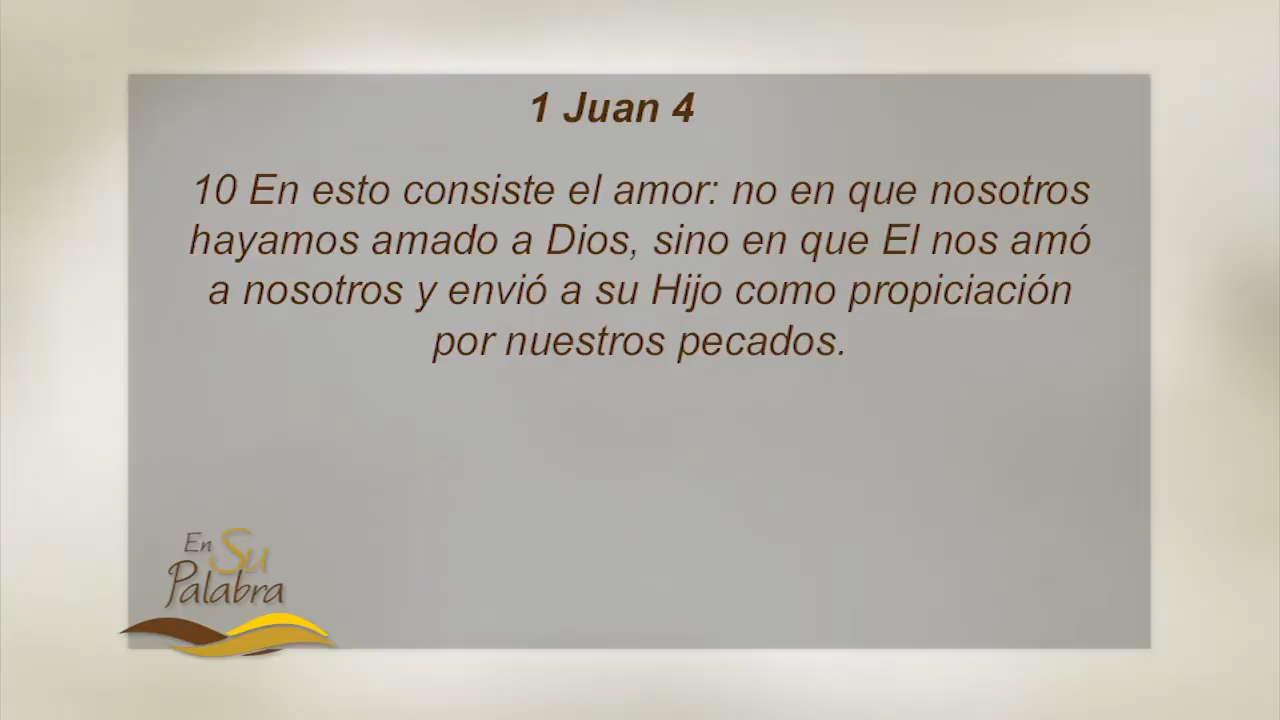 1 Juan 4
10 En esto consiste el amor: no en que nosotros
hayamos amado a Dios, sino en que El nos amó
a nosotros y envió a su Hijo como propiciación
por nuestros pecados.
En Su
Palabra